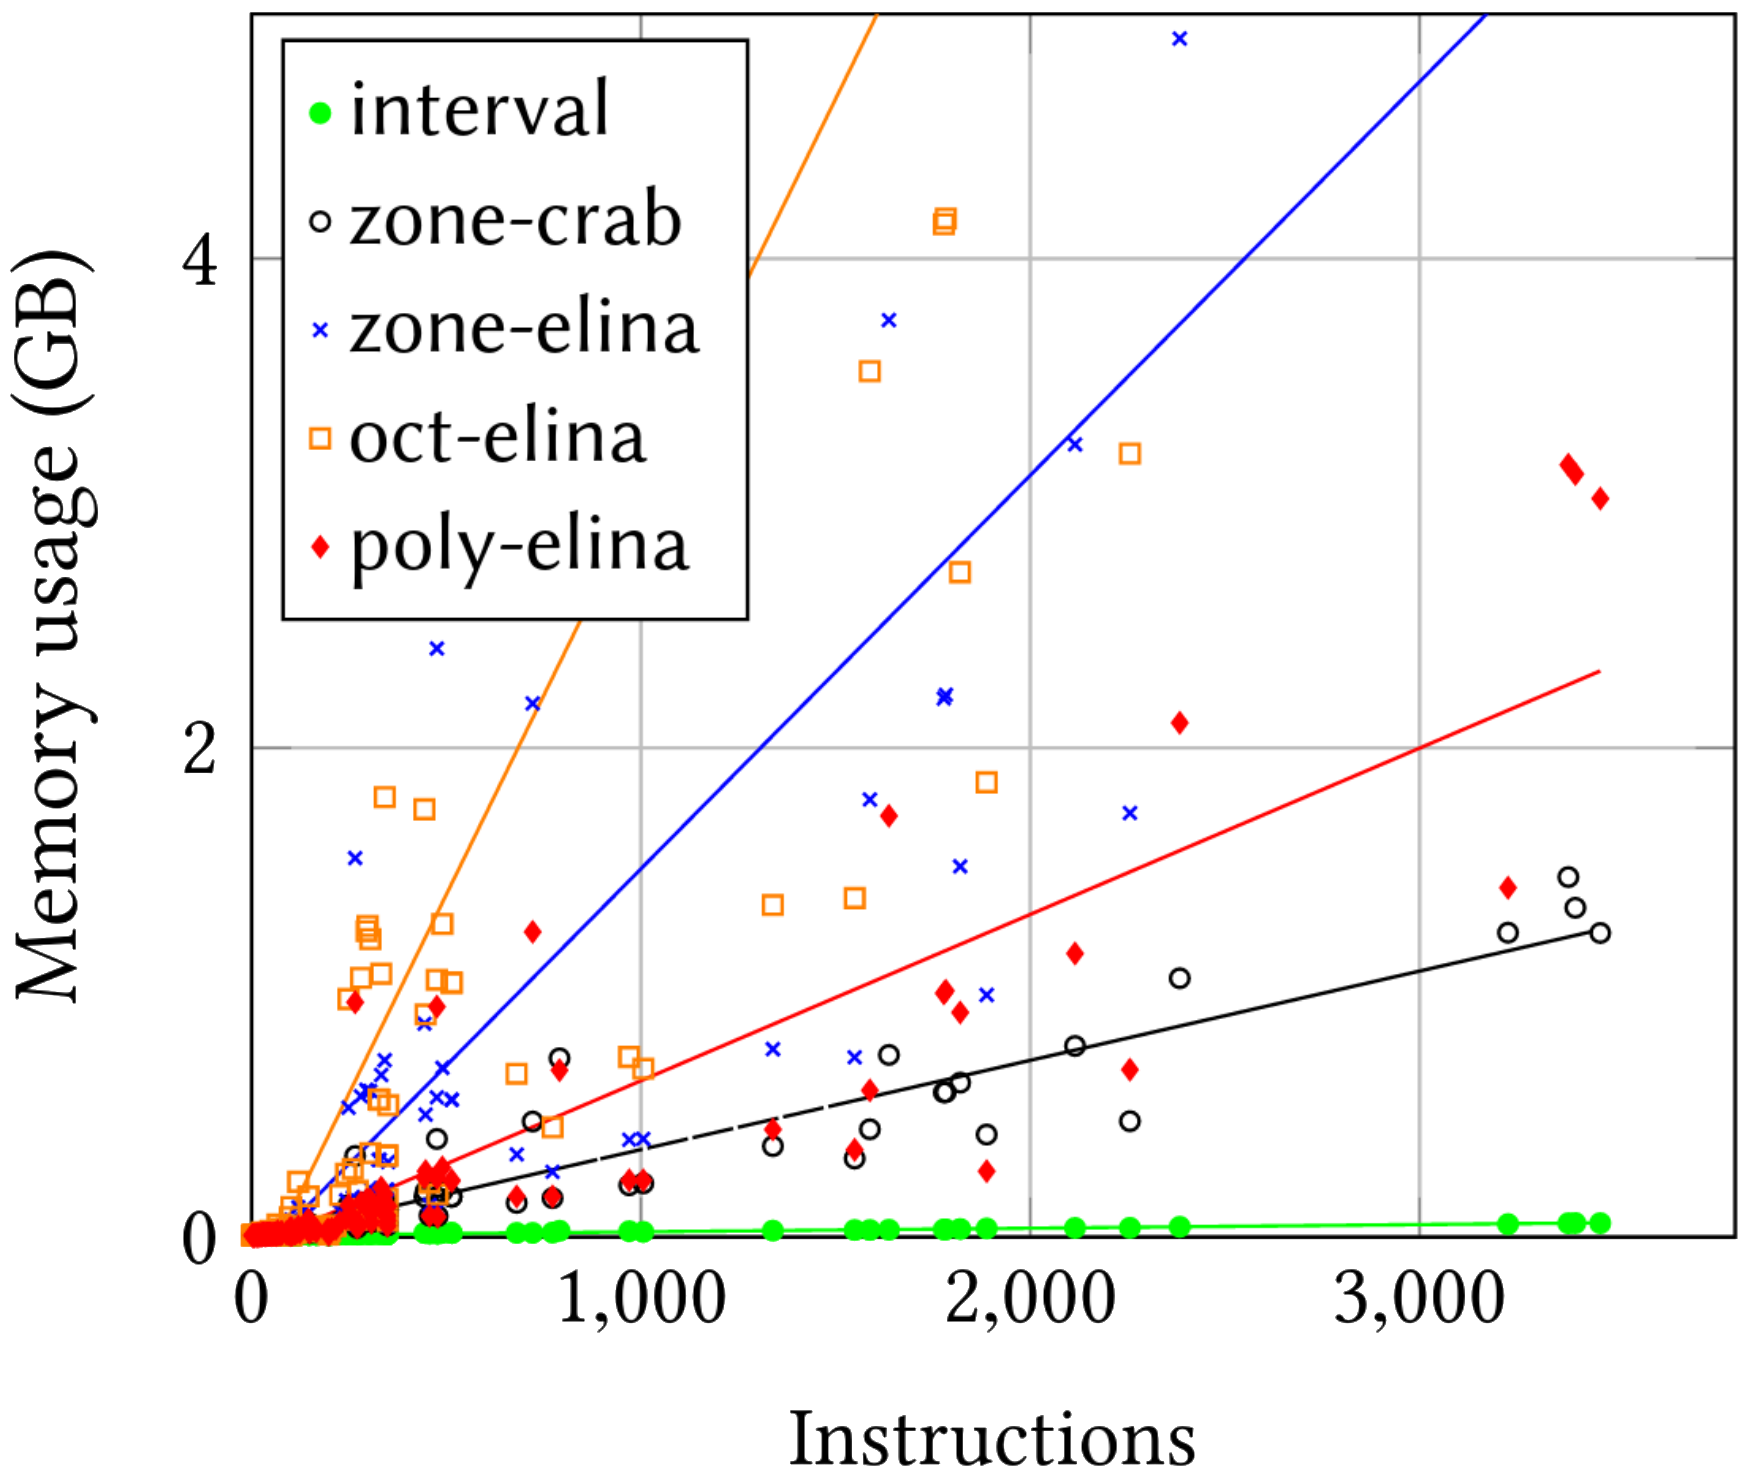 interval
zone-crab
zone-elina
oct-elina
poly-elina
Memory usage (GB)
4
2
0
0 1,000 2,000 3,000
Instructions